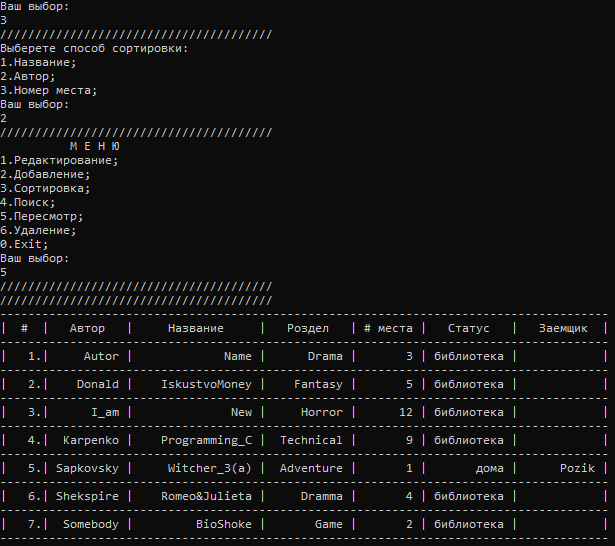 Ваш выбор:
3
///////////////////////////////////////
Выберете способ сортировки:
1.Название;
2.Автор;
3.Номер места;
Ваш выбор:
2
///////////////////////////////////////
М Е Н Ю
1.Редактирование;
2.Добавление;
3.Сортировка;
4.Поиск;
5.Пересмотр;
6.Удаление;
0.Exit;
Ваш выбор:
5
///////////////////////////////////////
///////////////////////////////////////
| # | Автор | Название | Роздел | # места | Статус | Заемщик |
| 1.| Autor | Name | Drama | 3 | библиотека | |
| 2.| Donald | IskustvoMoney | Fantasy | 5 | библиотека | |
| 3.| I_am | New | Horror | 12 | библиотека | |
| 4.| Karpenko | Programming_C | Technical | 9 | библиотека | |
| 5.| Sapkovsky | Witcher_3(a) | Adventure | 1 | дома | Pozik |
| 6.| Shekspire | Romeo&Julieta | Dramma | 4 | библиотека | |
| 7.| Somebody | BioShoke | Game | 2 | библиотека | |